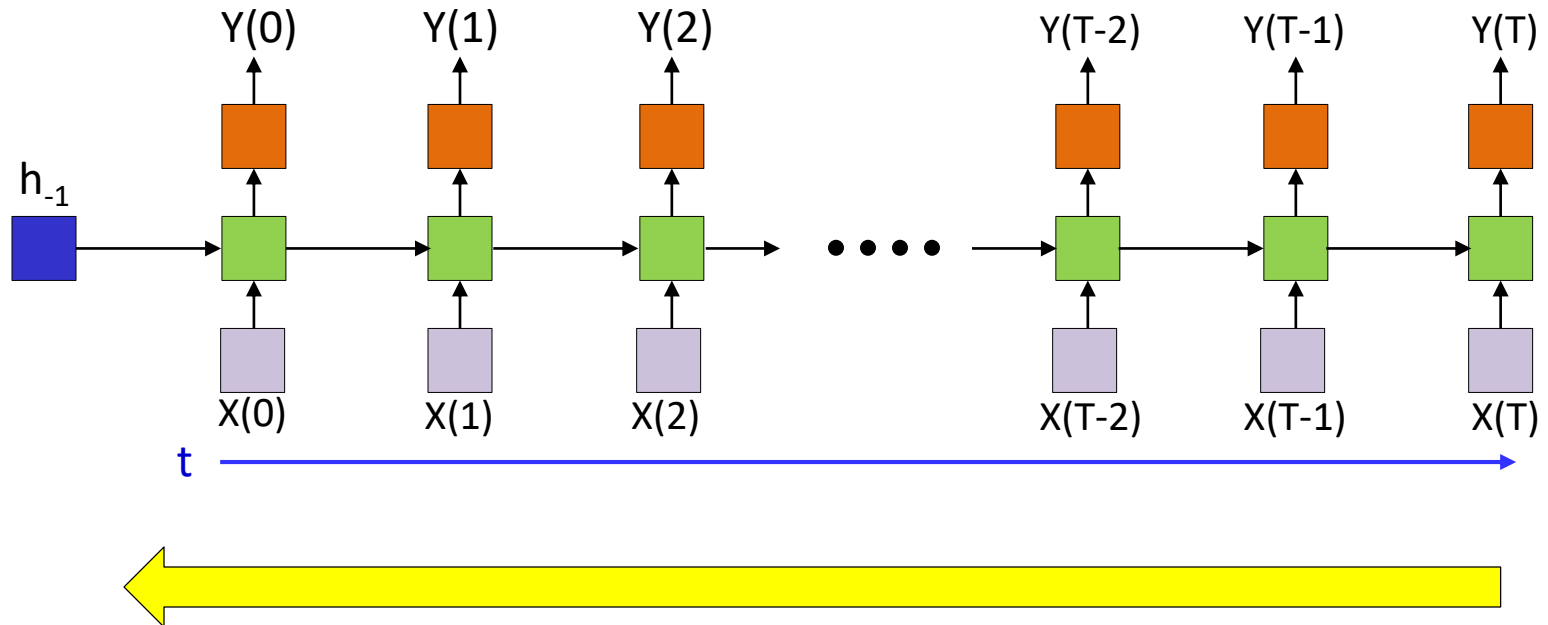 Y(0) Y(1) Y(2) Y(T-2) Y(T-1) Y(T)
h-1
X(0) X(1) X(2) X(T-2) X(T-1) X(T)
t